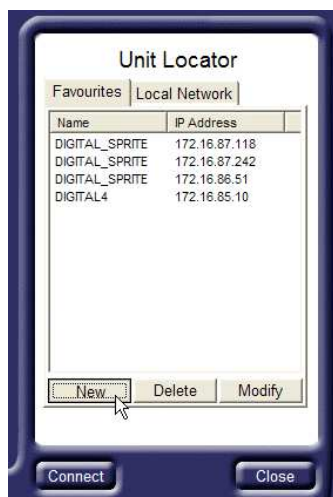 Unit Locator
Favourites Local Network
Name IP Address
DIGITAL_SPRITE 172.16.87.118
DIGITAL_SPRITE 172.16.87.242
DIGITAL_SPRITE 172.16.86.51
DIGITAL4 172.16.85.10
New Delete Modify
Connect Close